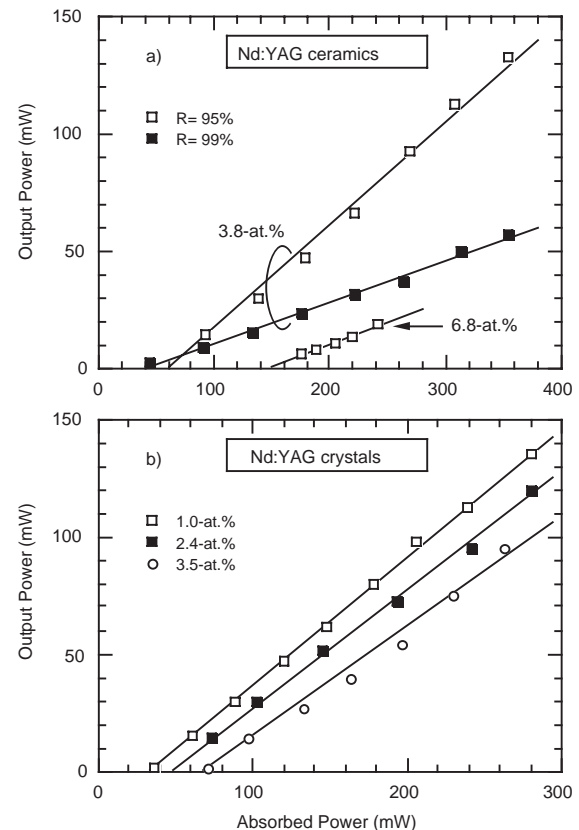 150
a)
Nd:YAG ceramics
R= 95%
R= 99%
100
Output Power (mW)
3.8-at.%
50
6.8-at.%
0
0 100 200 300 400
150
b)
Nd:YAG crystals
1.0-at.%
2.4-at.%
3.5-at.%
100
Output Power (mW)
50
0
0 100 200 300
Absorbed Power (mW)